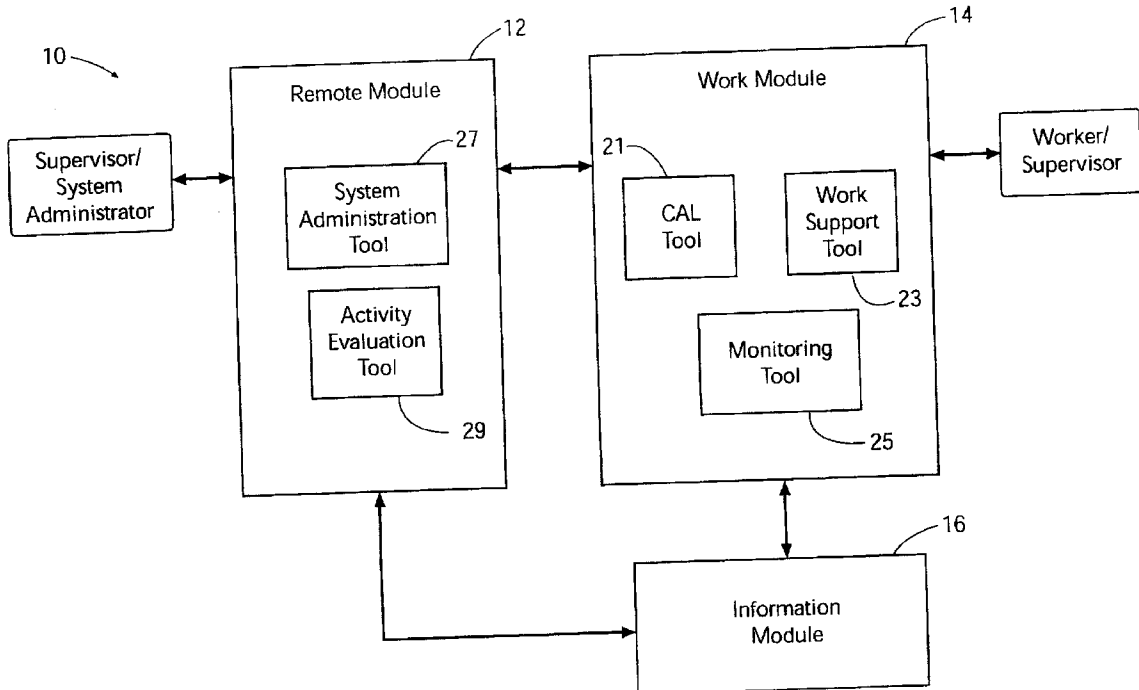 10
12
14
Remote Module
Work Module
Supervisor/
System
Administrator
27
System
Administration
Tool
Activity
Evaluation
Tool
29
21
CAL
Tool
Work
Support
Tool
23
Monitoring
Tool
25
Worker/
Supervisor
16
Information
Module